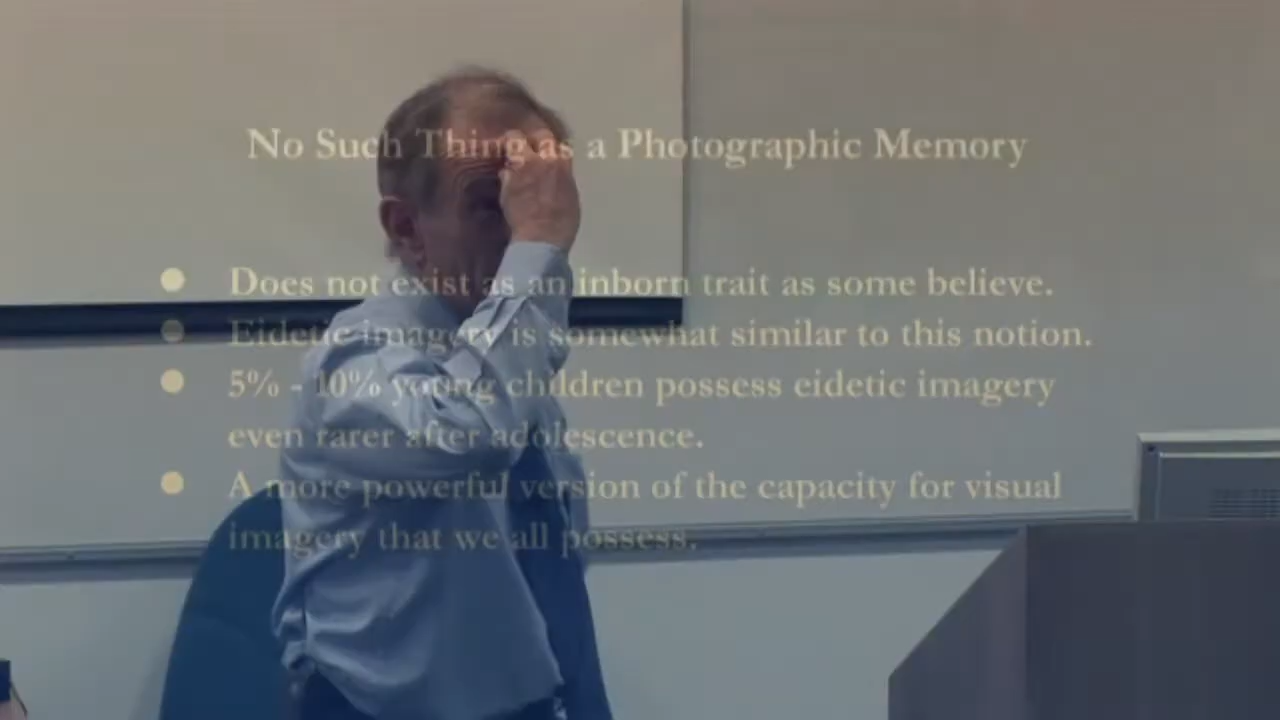 No Such Thing as a Photographic Memory
● Does not exist as an inborn trait as some believe.
● Eidetic imagery is somewhat similar to this notion.
● 5% - 10% young children possess eidetic imagery
even rarer after adolescence.
● A more powerful version of the capacity for visual
imagery that we all possess.